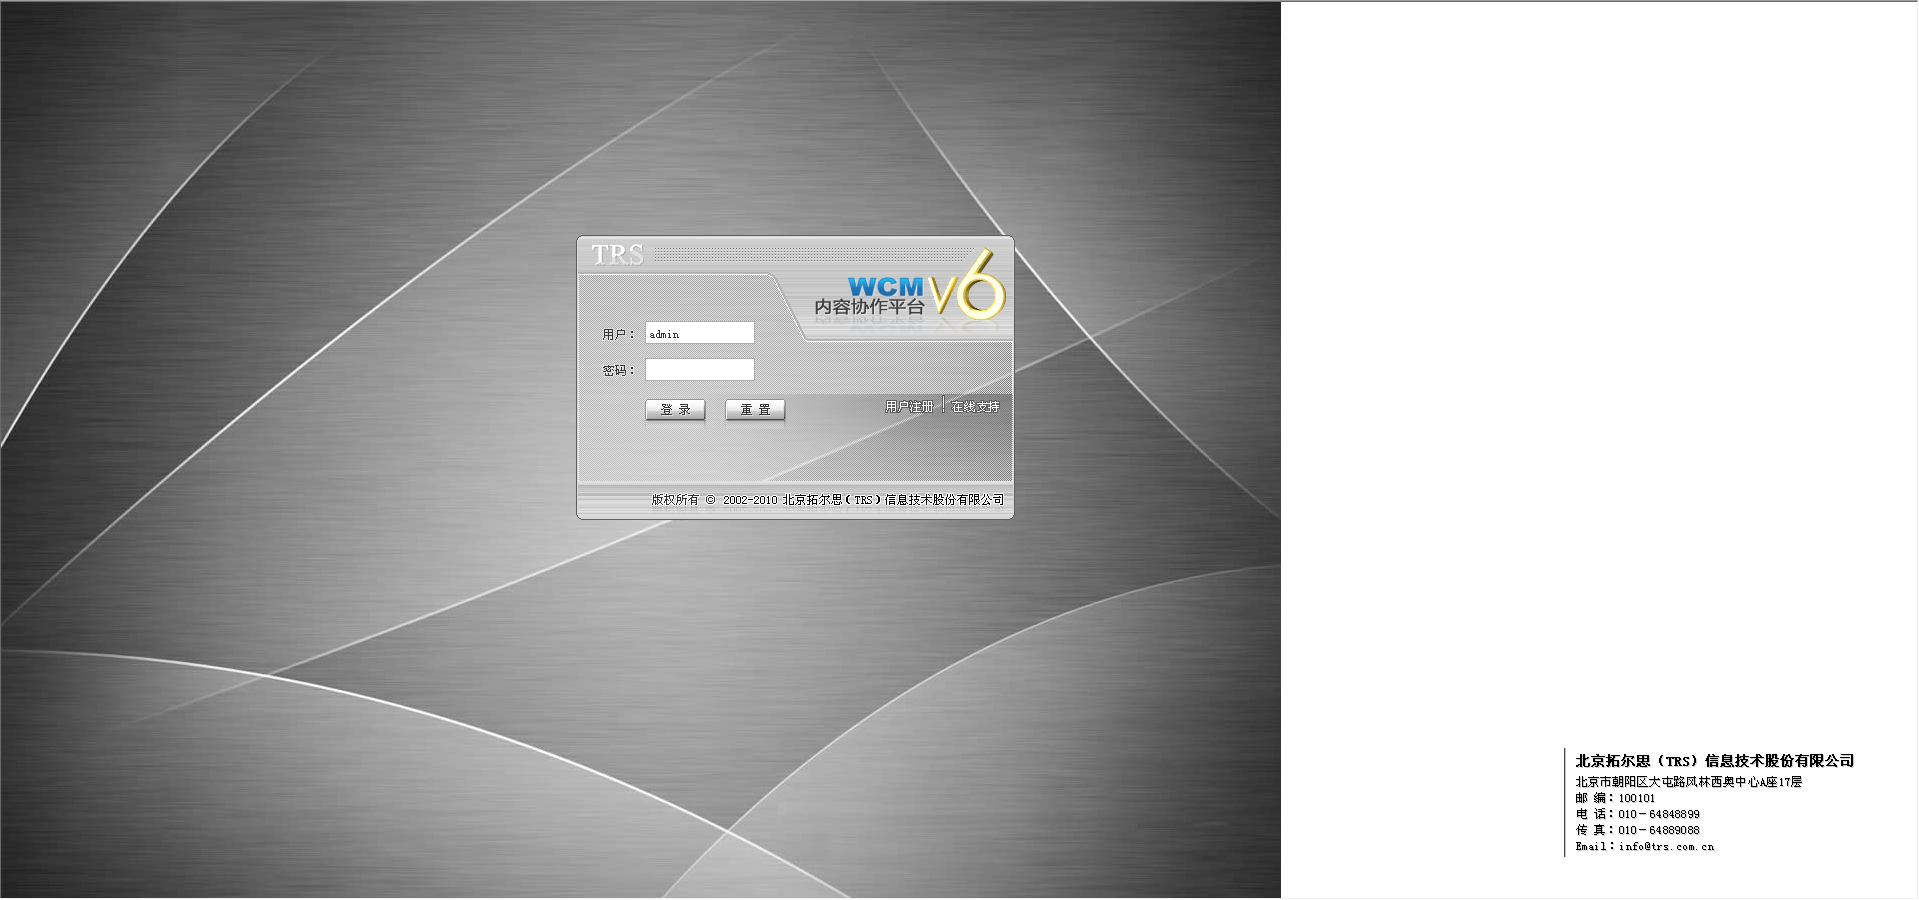 TRS
WCM V6
内容协作平台
用户： admin
密码：
登 录 重 置
用户注册 | 在线支持
版权所有 © 2002-2010 北京拓尔思（TRS）信息技术股份有限公司
北京拓尔思（TRS）信息技术股份有限公司
北京市朝阳区大屯路风林西奥中心A座17层
邮 编：100101
电 话：010－64848899
传 真：010－64889088
Email：info@trs.com.cn